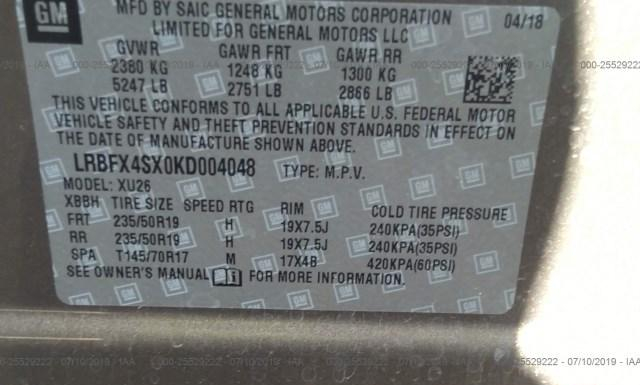 GM
MFD BY SAIC GENERAL MOTORS CORPORATION
LIMITED FOR GENERAL MOTORS LLC
04/18
GVWR GAWR FRT GAWR RR
2380 KG 1248 KG 1300 KG
5247 LB 2751 LB 2866 LB
THIS VEHICLE CONFORMS TO ALL APPLICABLE U.S. FEDERAL MOTOR
VEHICLE SAFETY AND THEFT PREVENTION STANDARDS IN EFFECT ON
THE DATE OF MANUFACTURE SHOWN ABOVE.
LRBFX4SX0KD004048 TYPE: M.P.V.
MODEL: XU26
XBBH TIRE SIZE SPEED RTG RIM COLD TIRE PRESSURE
FRT 235/50R19 H 19X7.5J 240KPA(35PSI)
RR 235/50R19 H 19X7.5J 240KPA(35PSI)
SPA T145/70R17 M 17X4B 420KPA(60PSI)
SEE OWNER'S MANUAL FOR MORE INFORMATION.
000-25529222 - 07/10/2019 - IAA